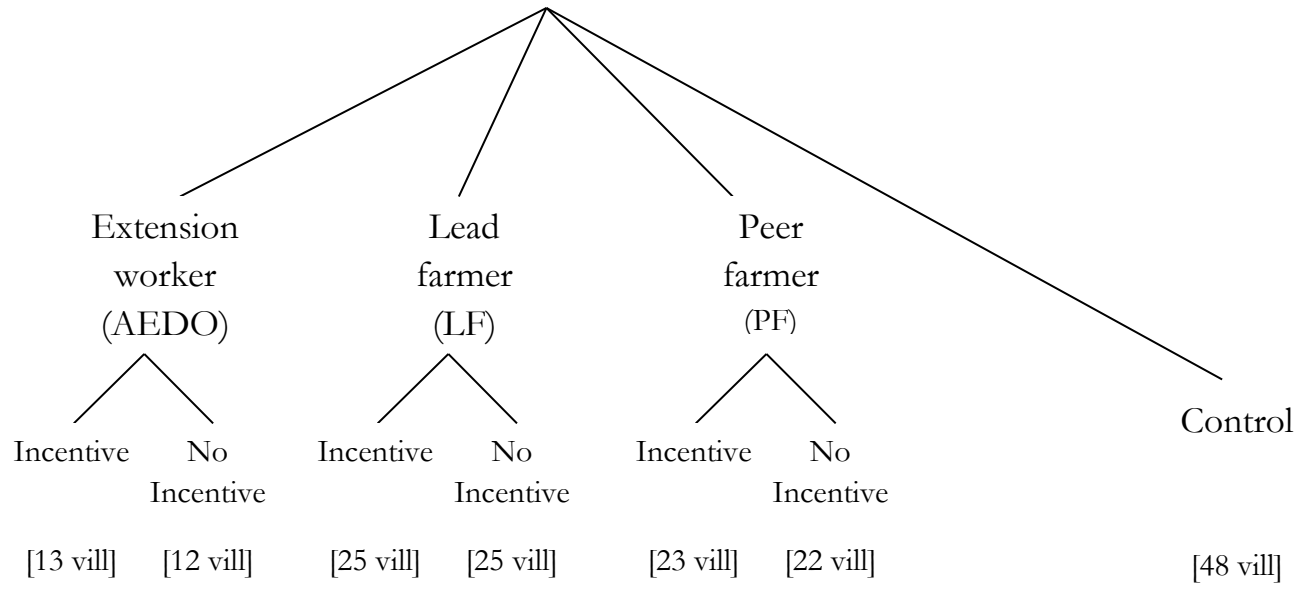 Extension
worker
(AEDO)
Lead
farmer
(LF)
Peer
farmer
(PF)
Control
Incentive
No
Incentive
Incentive
No
Incentive
Incentive
No
Incentive
[13 vill]
[12 vill]
[25 vill]
[25 vill]
[23 vill]
[22 vill]
[48 vill]